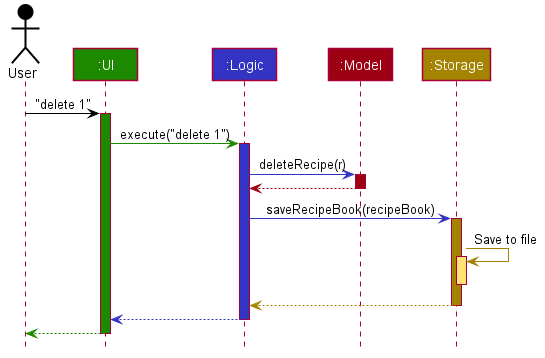 User
:UI
:Logic
:Model
:Storage
"delete 1"
execute("delete 1")
deleteRecipe(r)
saveRecipeBook(recipeBook)
Save to file